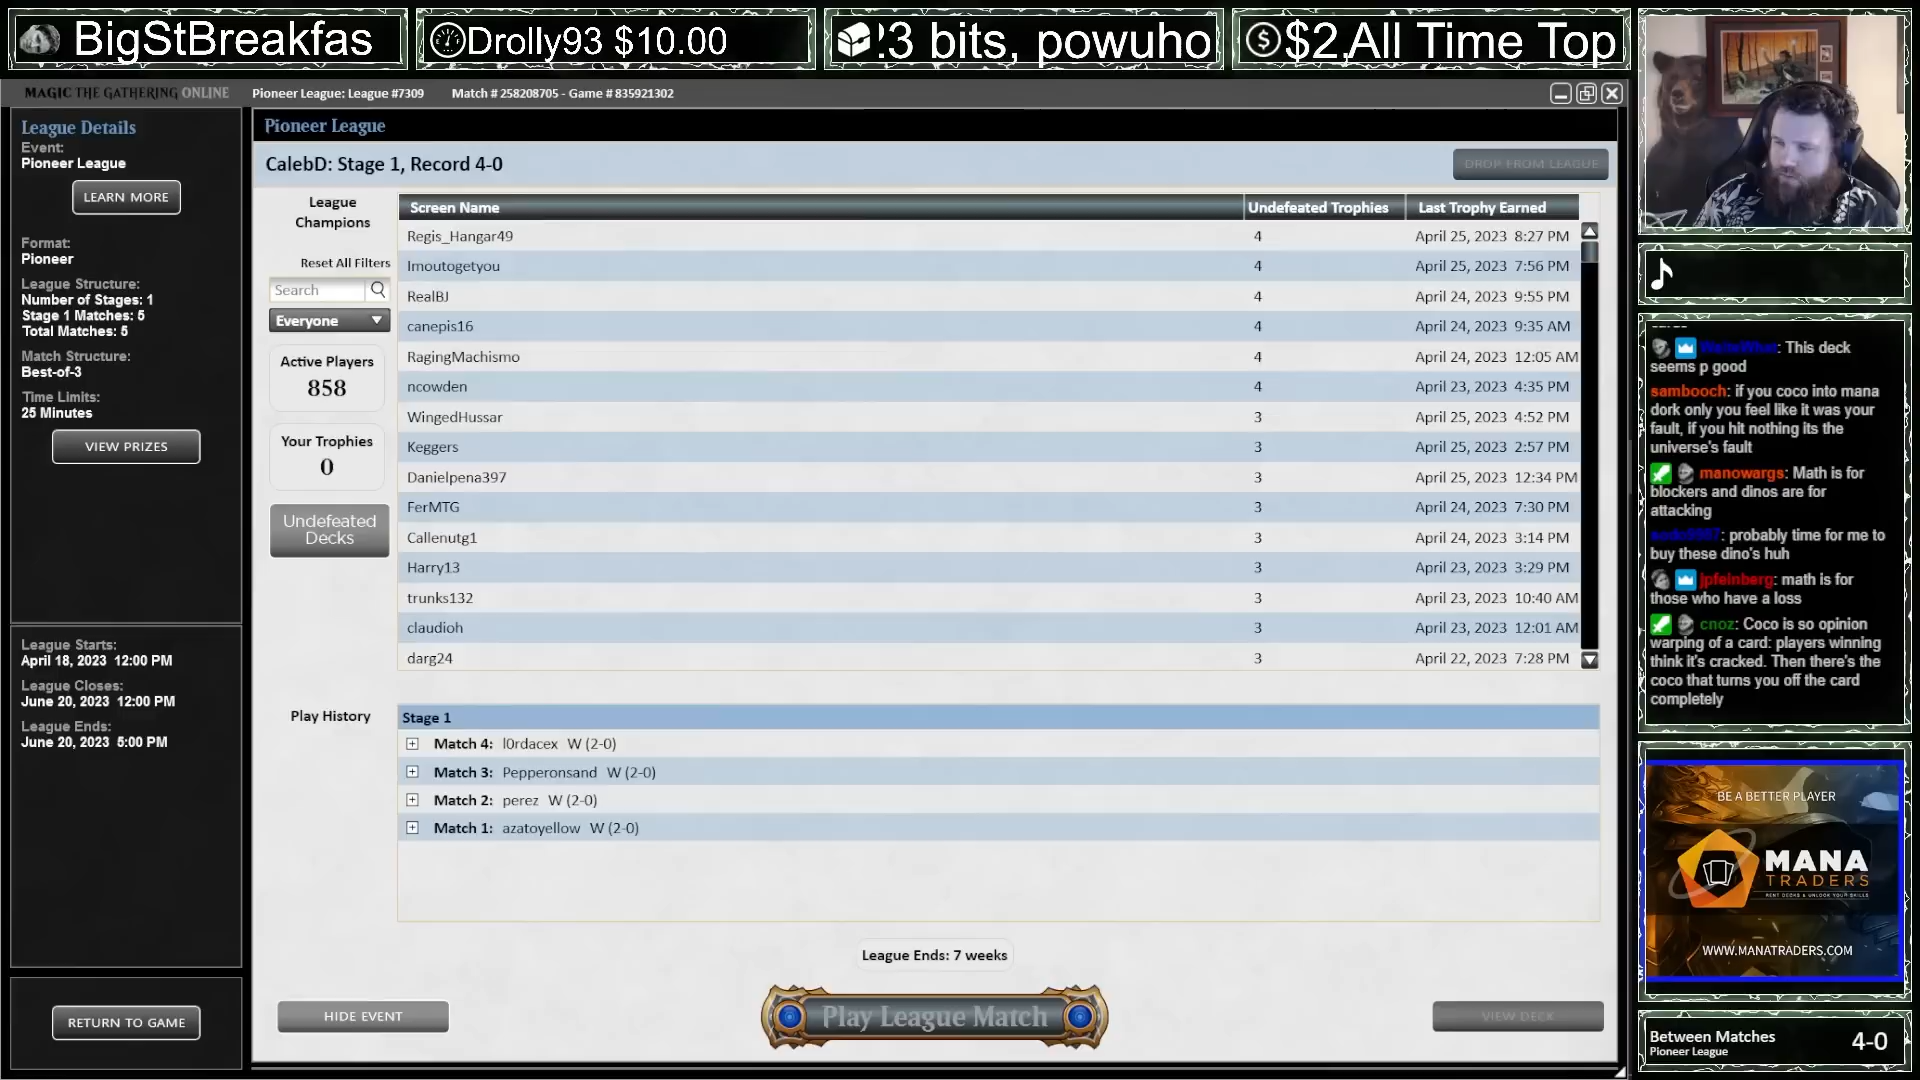 BigStBreakfas
Drolly93 $10.00
!3 bits, powuho
$2,All Time Top
MAGIC THE GATHERING ONLINE
Pioneer League: League #7309
Match # 258208705 - Game # 835921302
League Details
Event:
Pioneer League
LEARN MORE
Format:
Pioneer
League Structure:
Number of Stages: 1
Stage 1 Matches: 5
Total Matches: 5
Match Structure:
Best-of-3
Time Limits:
25 Minutes
VIEW PRIZES
League Starts:
April 18, 2023 12:00 PM
League Closes:
June 20, 2023 12:00 PM
League Ends:
June 20, 2023 5:00 PM
RETURN TO GAME
Pioneer League
CalebD: Stage 1, Record 4-0
DROP FROM LEAGUE
League
Champions
Reset All Filters
Search
Everyone
Active Players
858
Your Trophies
0
Undefeated
Decks
Screen Name Undefeated Trophies Last Trophy Earned
Regis_Hangar49 4 April 25, 2023 8:27 PM
Imoutogetyou 4 April 25, 2023 7:56 PM
RealBJ 4 April 24, 2023 9:55 PM
canepis16 4 April 24, 2023 9:35 AM
RagingMachismo 4 April 24, 2023 12:05 AM
ncowden 4 April 23, 2023 4:35 PM
WingedHussar 3 April 25, 2023 4:52 PM
Keggers 3 April 25, 2023 2:57 PM
Danielpena397 3 April 25, 2023 12:34 PM
FerMTG 3 April 24, 2023 7:30 PM
Callenutg1 3 April 24, 2023 3:14 PM
Harry13 3 April 23, 2023 3:29 PM
trunks132 3 April 23, 2023 10:40 AM
claudioh 3 April 23, 2023 12:01 AM
darg24 3 April 22, 2023 7:28 PM
Play History
Stage 1
Match 4: l0rdacex W (2-0)
Match 3: Pepperonsand W (2-0)
Match 2: perez W (2-0)
Match 1: azatoyellow W (2-0)
League Ends: 7 weeks
HIDE EVENT
Play League Match
VIEW DECK
: This deck
seems p good
sambooch: if you coco into mana
dork only you feel like it was your
fault, if you hit nothing its the
universe's fault
manowargs: Math is for
blockers and dinos are for
attacking
: probably time for me to
buy these dino's huh
jpfeinberg: math is for
those who have a loss
cnoz: Coco is so opinion
warping of a card: players winning
think it's cracked. Then there's the
coco that turns you off the card
completely
BE A BETTER PLAYER
MANA
TRADERS
RENT DECKS & UNLOCK YOUR SKILLS
WWW.MANATRADERS.COM
Between Matches
Pioneer League
4-0